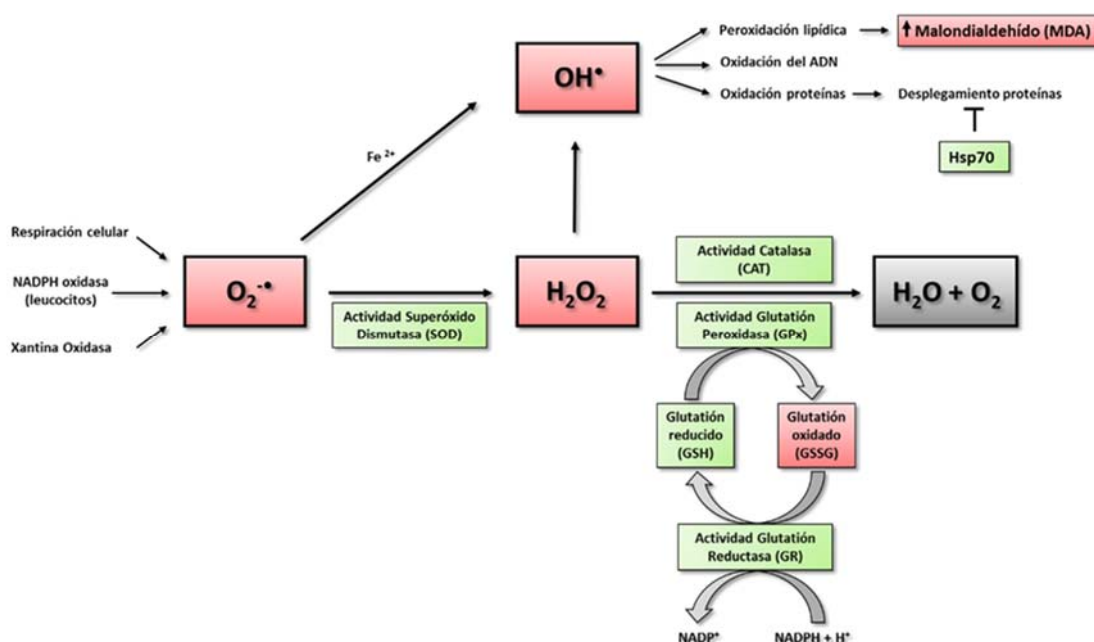 Peroxidación lipídica
↑ Malondialdehído (MDA)
OH•
Oxidación del ADN
Oxidación proteínas
Desplegamiento proteínas
Fe 2+
Hsp70
Respiración celular
NADPH oxidasa
(leucocitos)
Xantina Oxidasa
O2-•
Actividad Superóxido
Dismutasa (SOD)
H2O2
Actividad Catalasa
(CAT)
Actividad Glutatión
Peroxidasa (GPx)
H2O + O2
Glutatión
reducido
(GSH)
Glutatión
oxidado
(GSSG)
Actividad Glutatión
Reductasa (GR)
NADP+
NADPH + H+